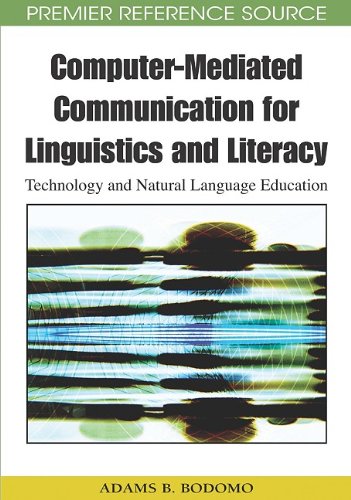 PREMIER REFERENCE SOURCE
Computer-Mediated
Communication for
Linguistics and Literacy
Technology and Natural Language Education
ADAMS B. BODOMO